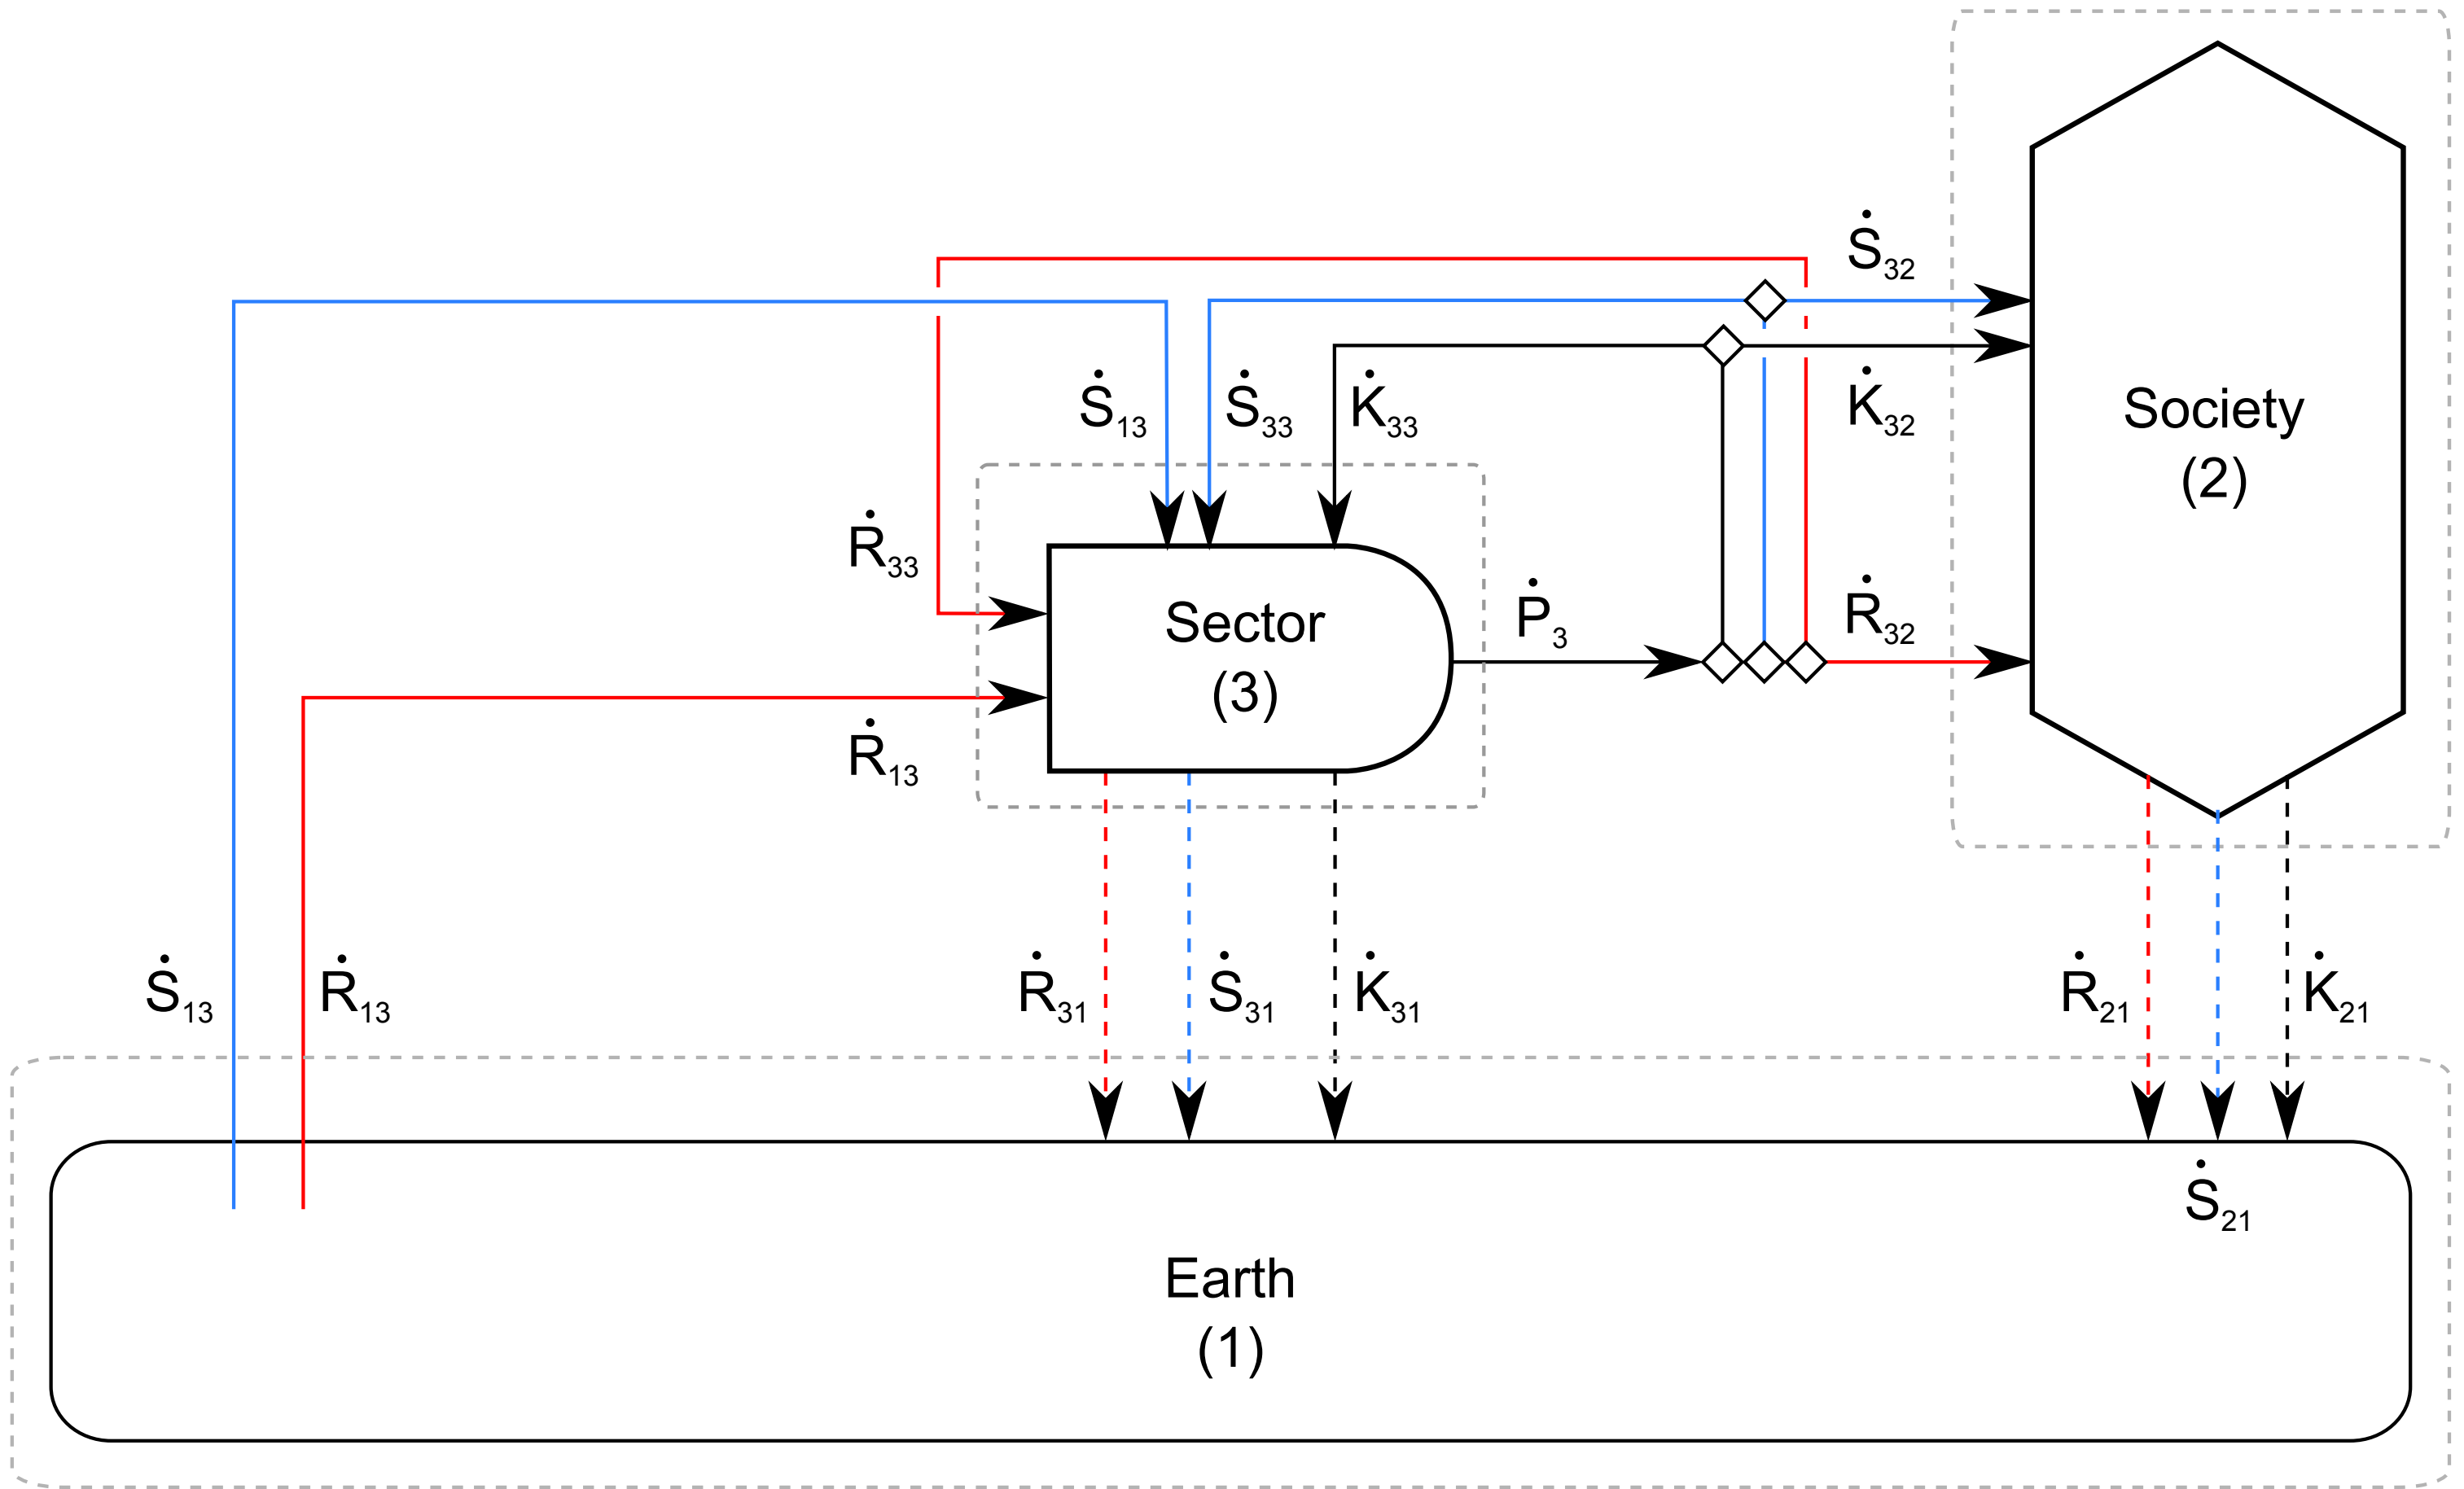 Ṡ32
Ṡ13
Ṡ33
K̇33
K̇32
Society
(2)
Ṙ33
Sector
(3)
Ṗ3
Ṙ32
Ṙ13
Ṡ13
Ṙ13
Ṙ31
Ṡ31
K̇31
Ṙ21
K̇21
Ṡ21
Earth
(1)